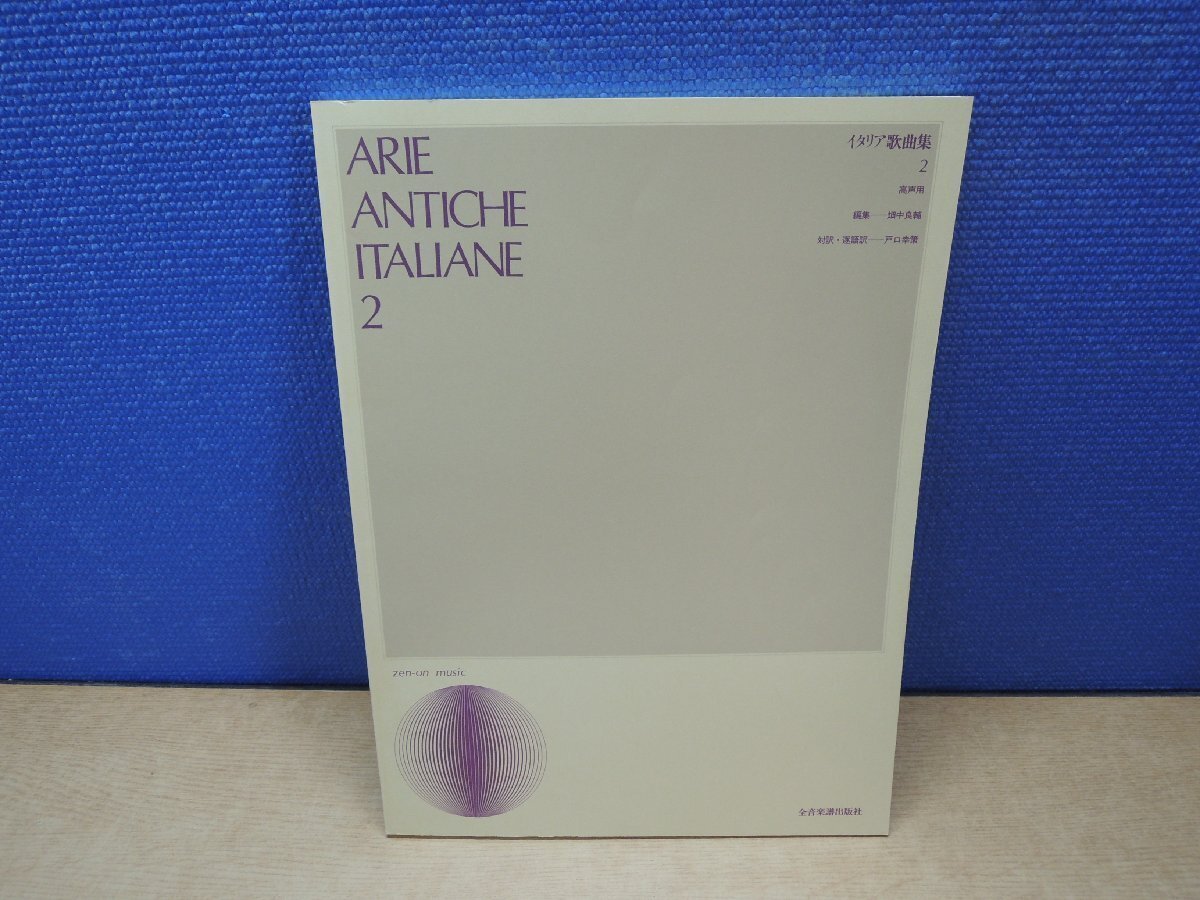 ARIE
ANTICHE
ITALIANE
2
イタリア歌曲集
2
高声用
編集──畑中良輔
対訳・逐語訳──戸口幸策
zen-on music
全音楽譜出版社